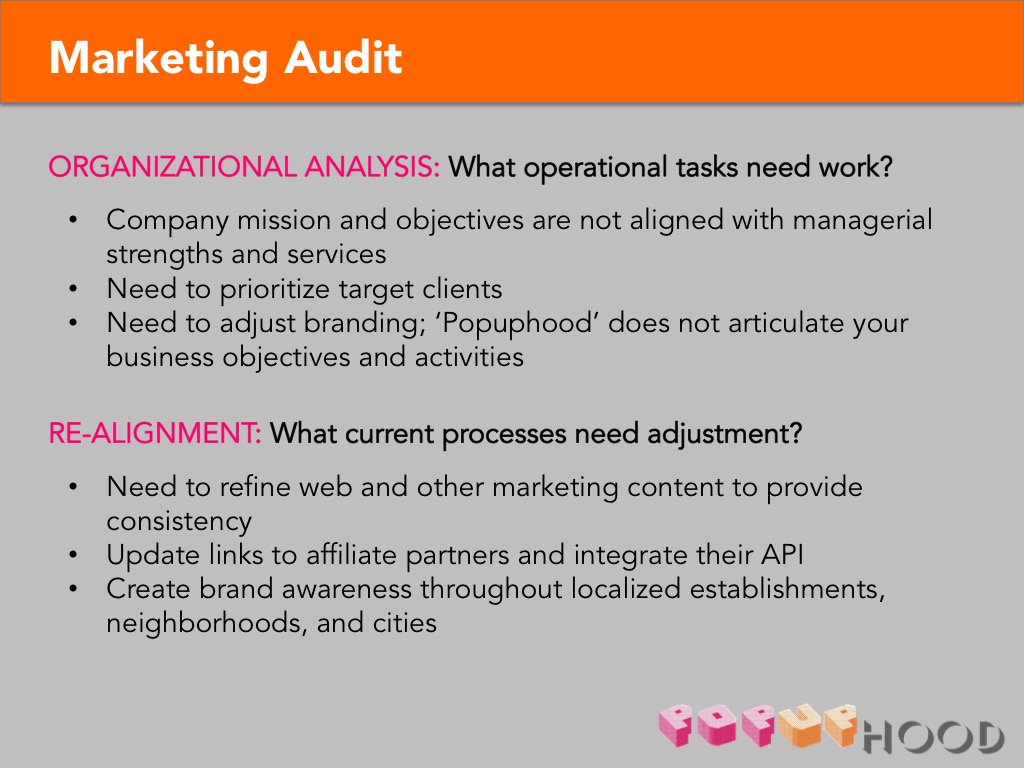 Marketing Audit
ORGANIZATIONAL ANALYSIS: What operational tasks need work?
• Company mission and objectives are not aligned with managerial
strengths and services
• Need to prioritize target clients
• Need to adjust branding; ‘Popuphood’ does not articulate your
business objectives and activities
RE-ALIGNMENT: What current processes need adjustment?
• Need to refine web and other marketing content to provide
consistency
• Update links to affiliate partners and integrate their API
• Create brand awareness throughout localized establishments,
neighborhoods, and cities
POPUPHOOD